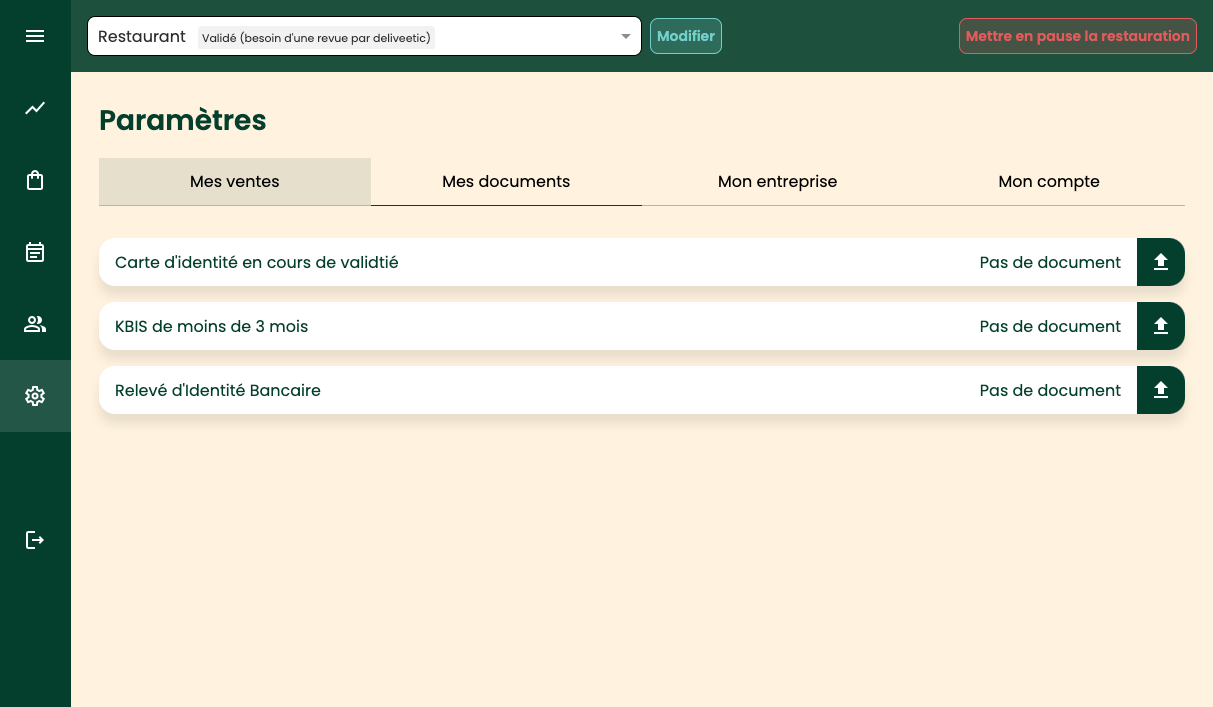 Restaurant Validé (besoin d'une revue par deliveetic) Modifier Mettre en pause la restauration
Paramètres
Mes ventes Mes documents Mon entreprise Mon compte
Carte d'identité en cours de validtié Pas de document
KBIS de moins de 3 mois Pas de document
Relevé d'Identité Bancaire Pas de document